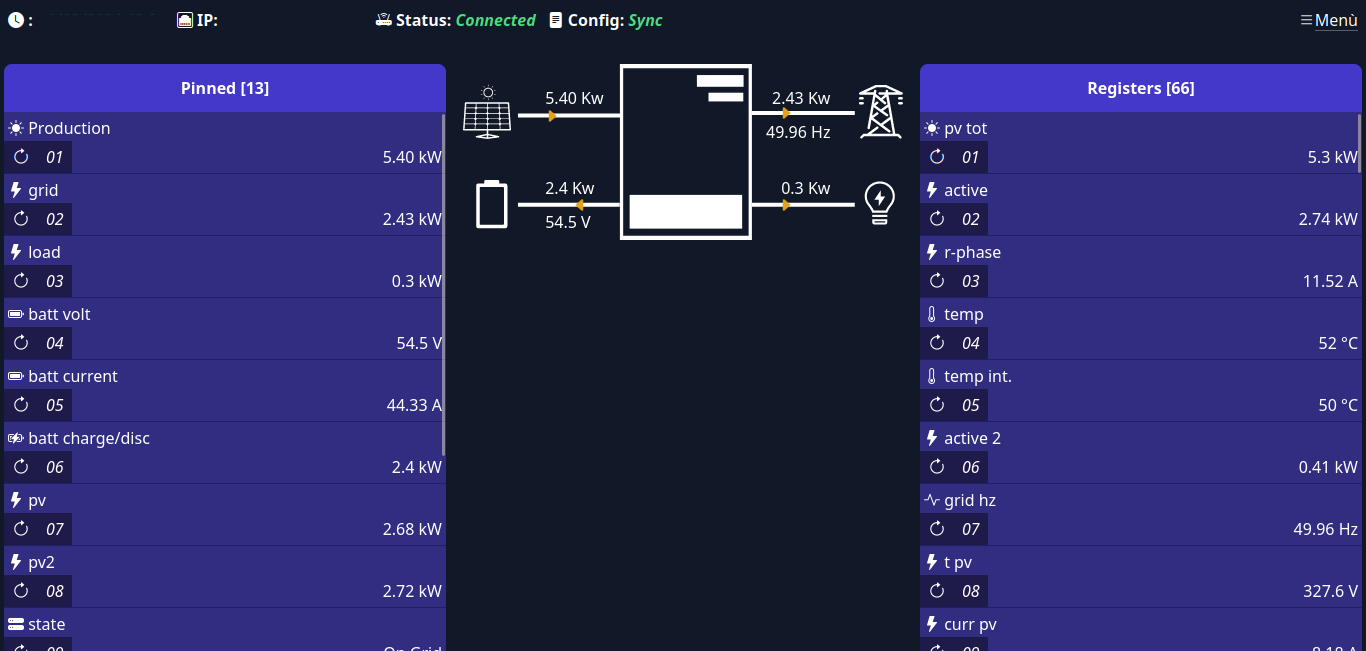 : IP: Status: Connected Config: Sync Menù
Pinned [13]
Production
01 5.40 kW
grid
02 2.43 kW
load
03 0.3 kW
batt volt
04 54.5 V
batt current
05 44.33 A
batt charge/disc
06 2.4 kW
pv
07 2.68 kW
pv2
08 2.72 kW
state
5.40 Kw
2.43 Kw
49.96 Hz
2.4 Kw
54.5 V
0.3 Kw
Registers [66]
pv tot
01 5.3 kW
active
02 2.74 kW
r-phase
03 11.52 A
temp
04 52 °C
temp int.
05 50 °C
active 2
06 0.41 kW
grid hz
07 49.96 Hz
t pv
08 327.6 V
curr pv